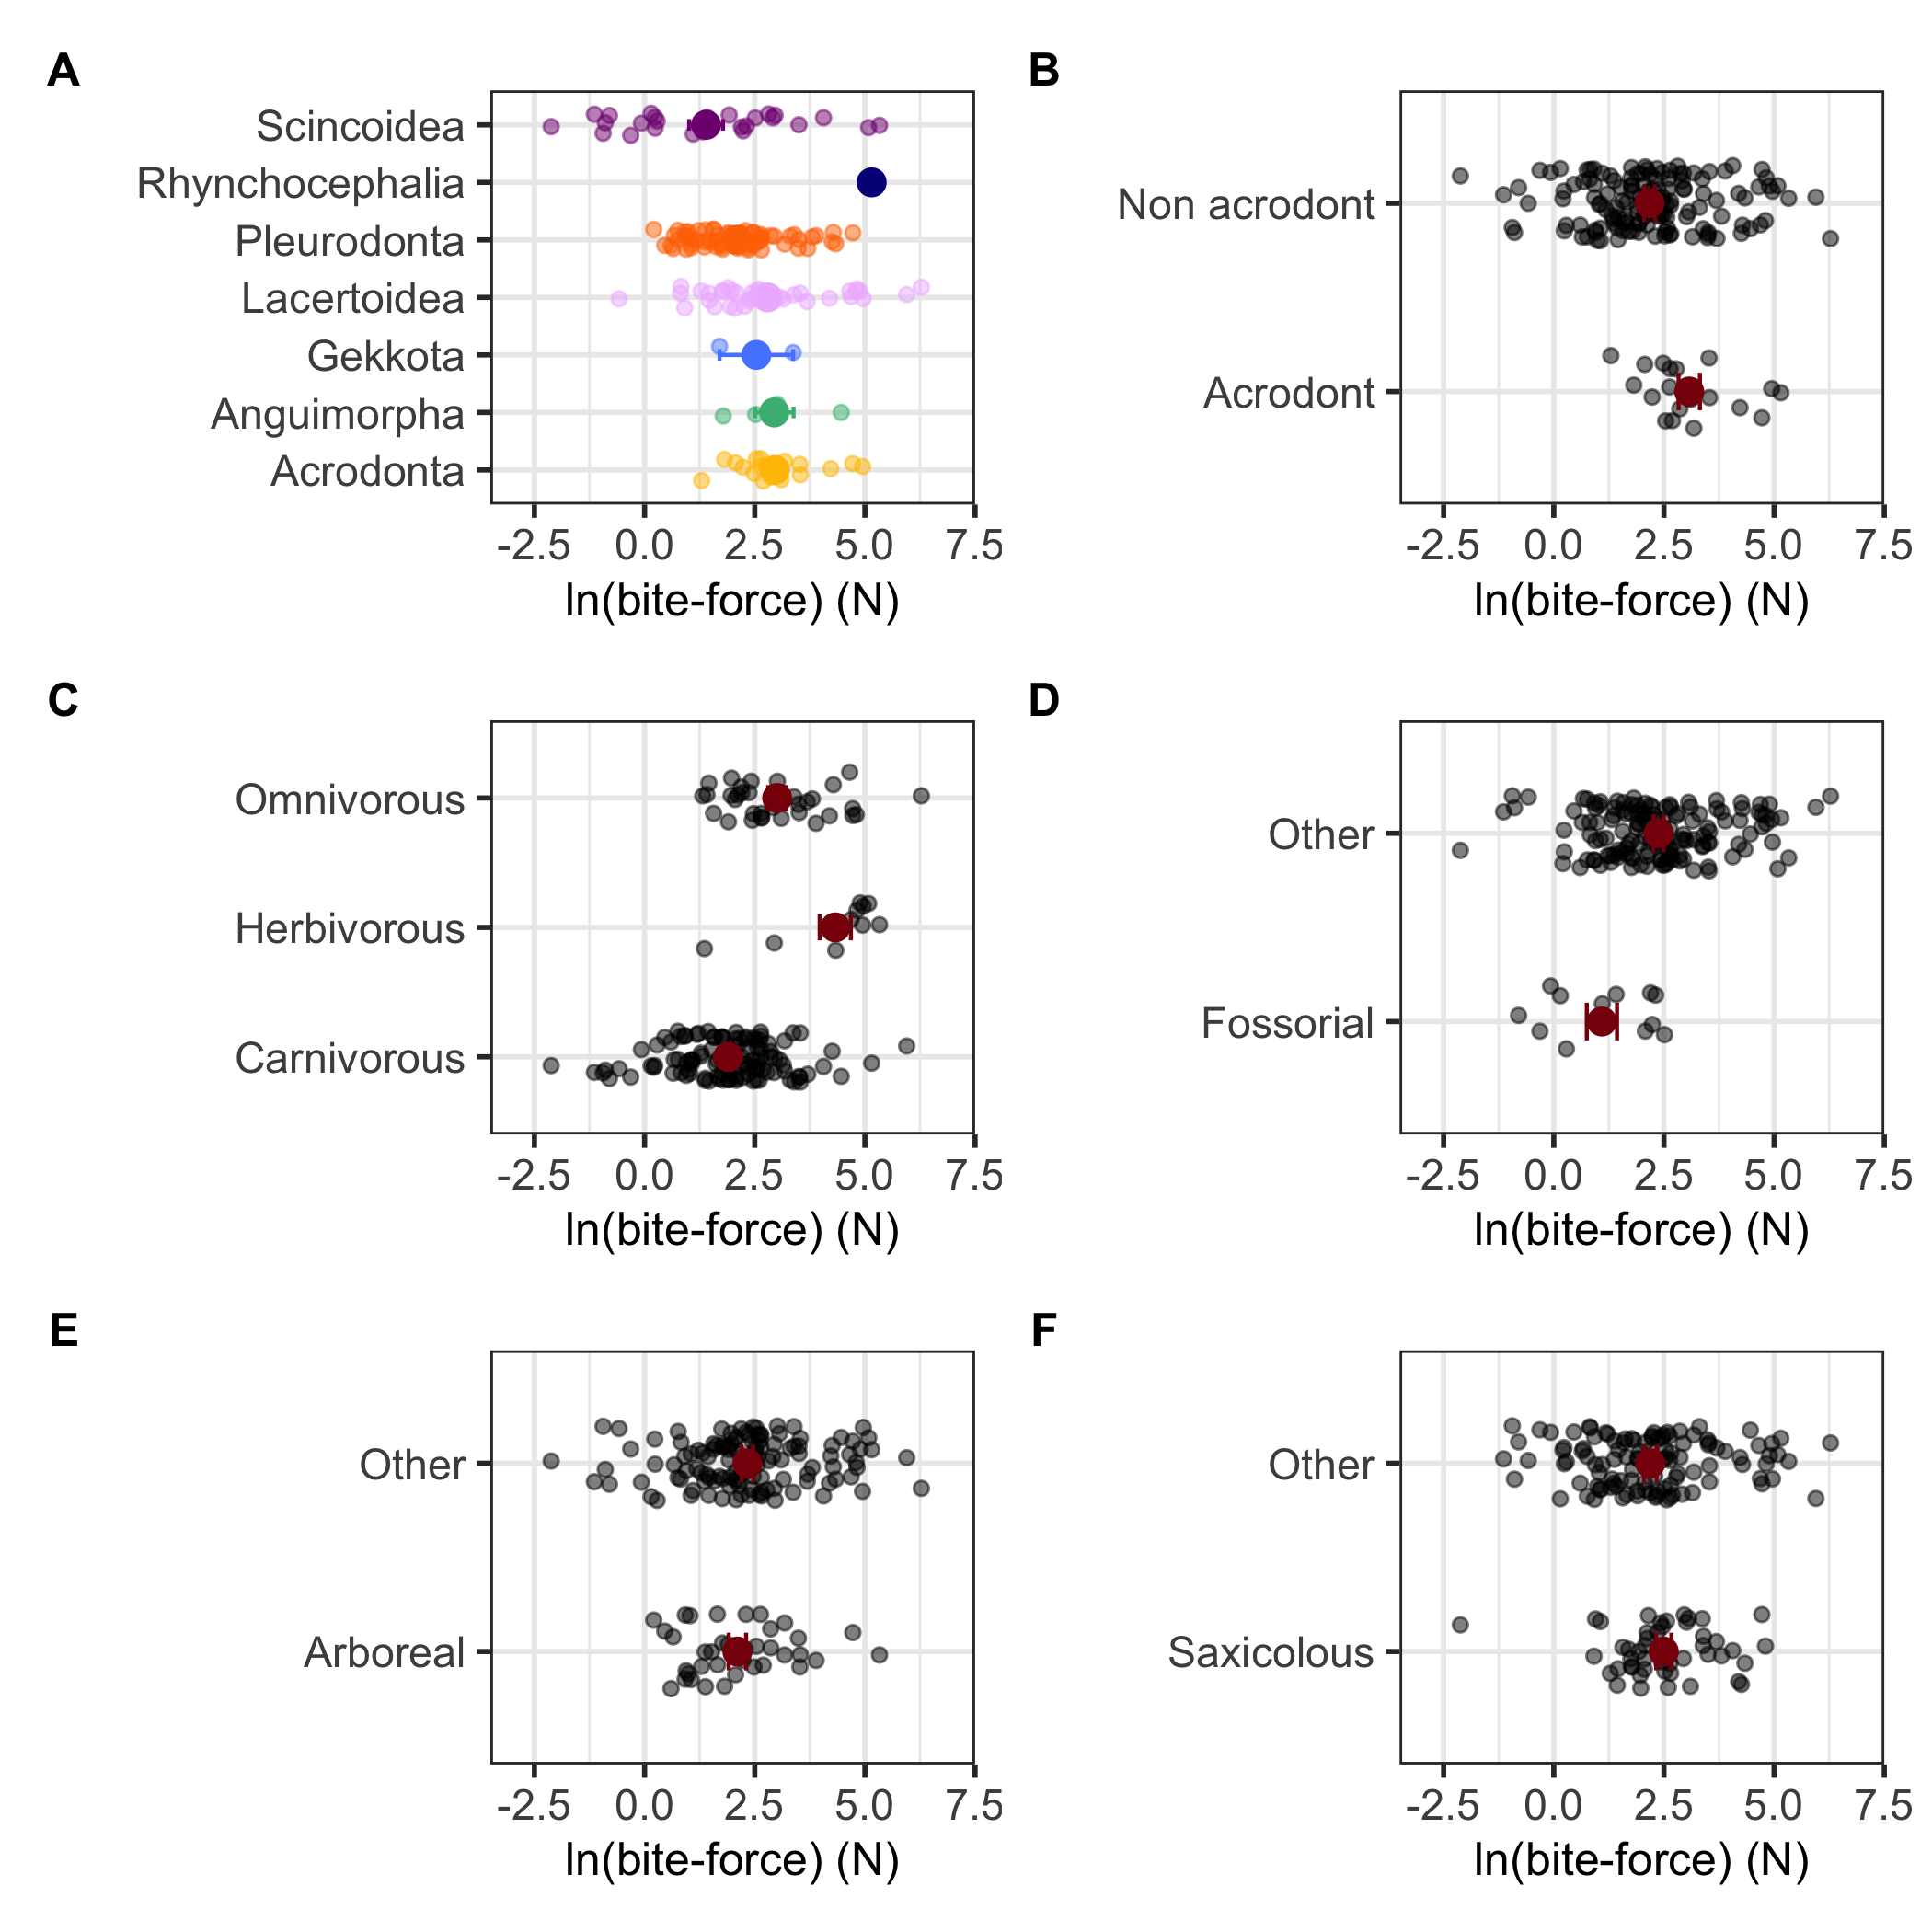 A
Scincoidea
Rhynchocephalia
Pleurodonta
Lacertoidea
Gekkota
Anguimorpha
Acrodonta
-2.5 0.0 2.5 5.0 7.5
ln(bite-force) (N)
B
Non acrodont
Acrodont
-2.5 0.0 2.5 5.0 7.5
ln(bite-force) (N)
C
Omnivorous
Herbivorous
Carnivorous
-2.5 0.0 2.5 5.0 7.5
ln(bite-force) (N)
D
Other
Fossorial
-2.5 0.0 2.5 5.0 7.5
ln(bite-force) (N)
E
Other
Arboreal
-2.5 0.0 2.5 5.0 7.5
ln(bite-force) (N)
F
Other
Saxicolous
-2.5 0.0 2.5 5.0 7.5
ln(bite-force) (N)